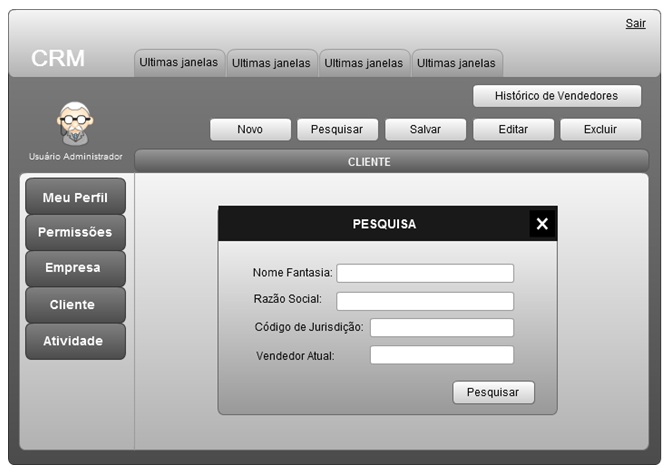 Sair
CRM
Ultimas janelas Ultimas janelas Ultimas janelas Ultimas janelas
Histórico de Vendedores
Novo Pesquisar Salvar Editar Excluir
Usuário Administrador
CLIENTE
Meu Perfil
Permissões
Empresa
Cliente
Atividade
PESQUISA
Nome Fantasia:
Razão Social:
Código de Jurisdição:
Vendedor Atual:
Pesquisar